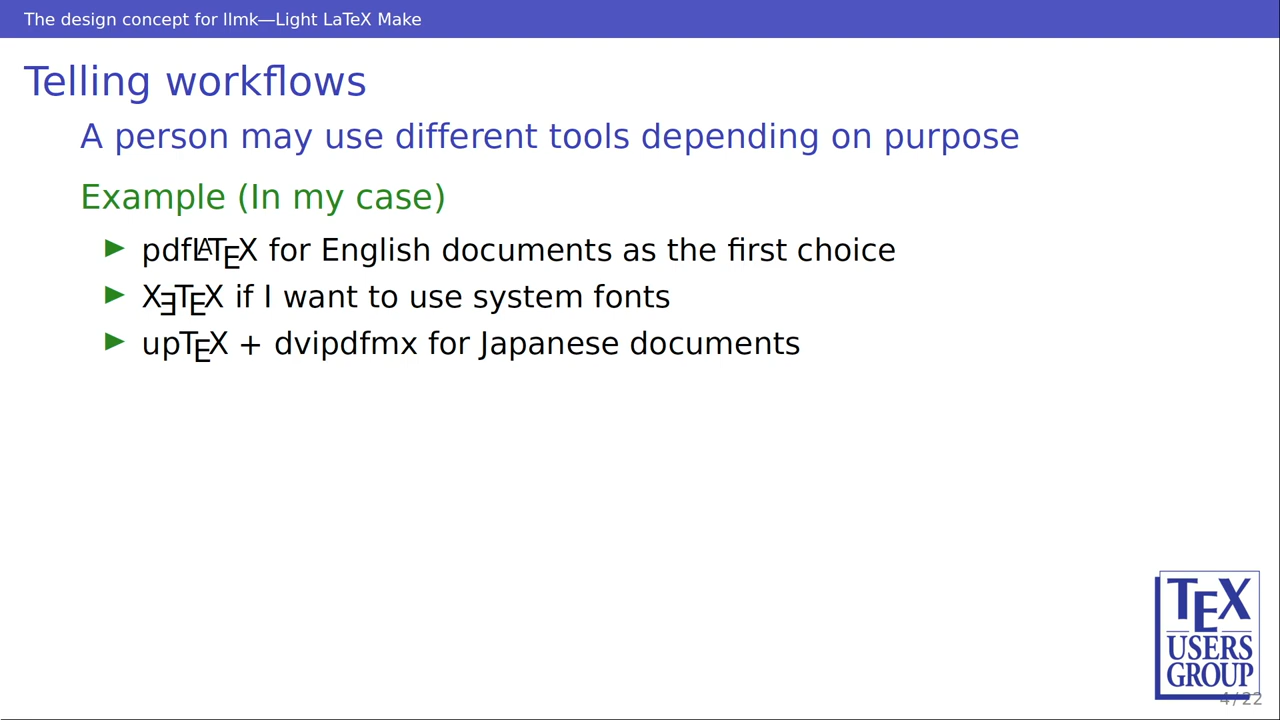 The design concept for llmk—Light LaTeX Make
Telling workflows
A person may use different tools depending on purpose
Example (In my case)
▶ pdfLATEX for English documents as the first choice
▶ XƎTEX if I want to use system fonts
▶ upTEX + dvipdfmx for Japanese documents
TEX
USERS
GROUP
4/22